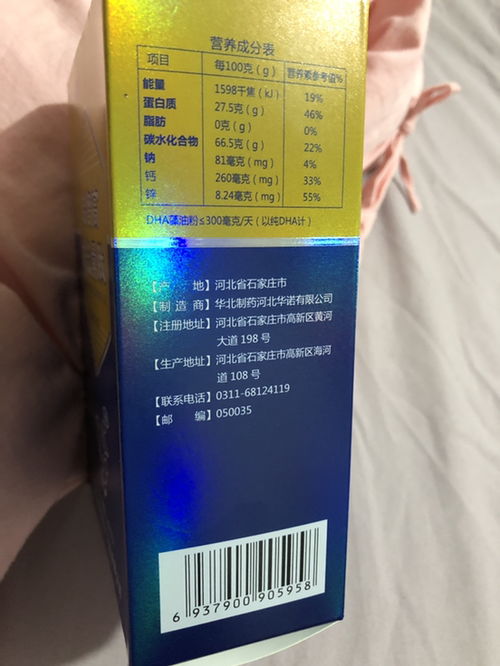 营养成分表
项目 每100克（g） 营养素参考值%
能量 1598千焦（kJ） 19%
蛋白质 27.5克（g） 46%
脂肪 0克（g） 0%
碳水化合物 66.5克（g） 22%
钠 81毫克（mg） 4%
钙 260毫克（mg） 33%
锌 8.24毫克（mg） 55%
DHA藻油粉≤300毫克/天（以纯DHA计）
【产 地】河北省石家庄市
【制 造 商】华北制药河北华诺有限公司
【注册地址】河北省石家庄市高新区黄河
大道 198 号
【生产地址】河北省石家庄市高新区海河
道 108 号
【联系电话】0311-68124119
【邮 编】050035
6 937900 905958